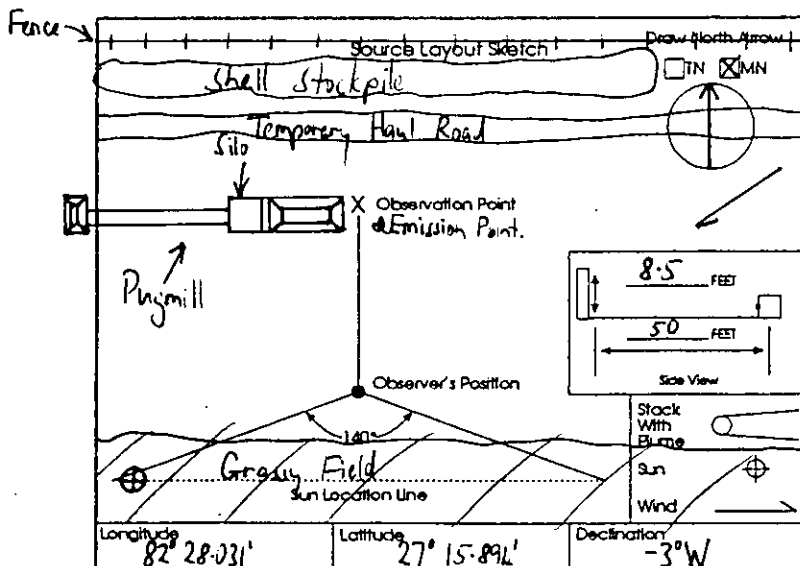 Fence
Source Layout Sketch
Draw North Arrow
TN MN
Shell Stockpile
Temporary Haul Road
Silo
X Observation Point
& Emission Point.
Pugmill
8.5 FEET
50 FEET
Side View
Observer's Position
140°
Stack
With
Plume
Grassy Field
Sun Location Line
Sun
Wind
Longitude
82° 28.031'
Latitude
27° 15.894'
Declination
-3° W